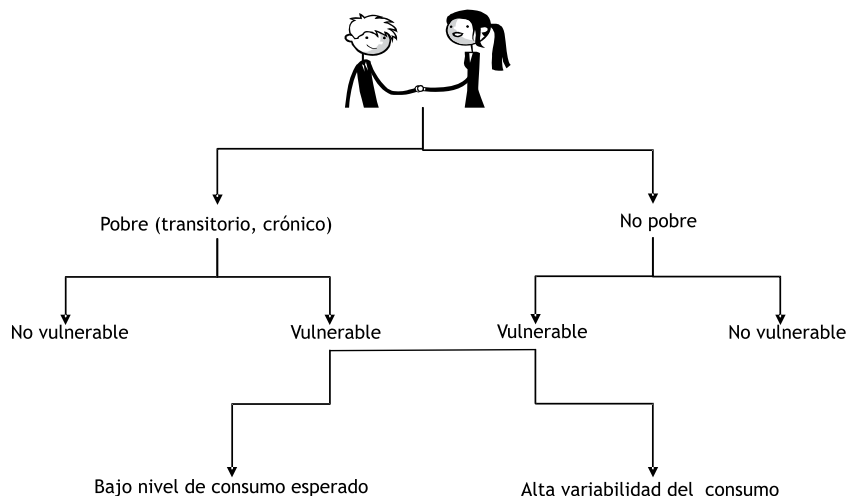 Pobre (transitorio, crónico)
No pobre
No vulnerable
Vulnerable
Vulnerable
No vulnerable
Bajo nivel de consumo esperado
Alta variabilidad del consumo